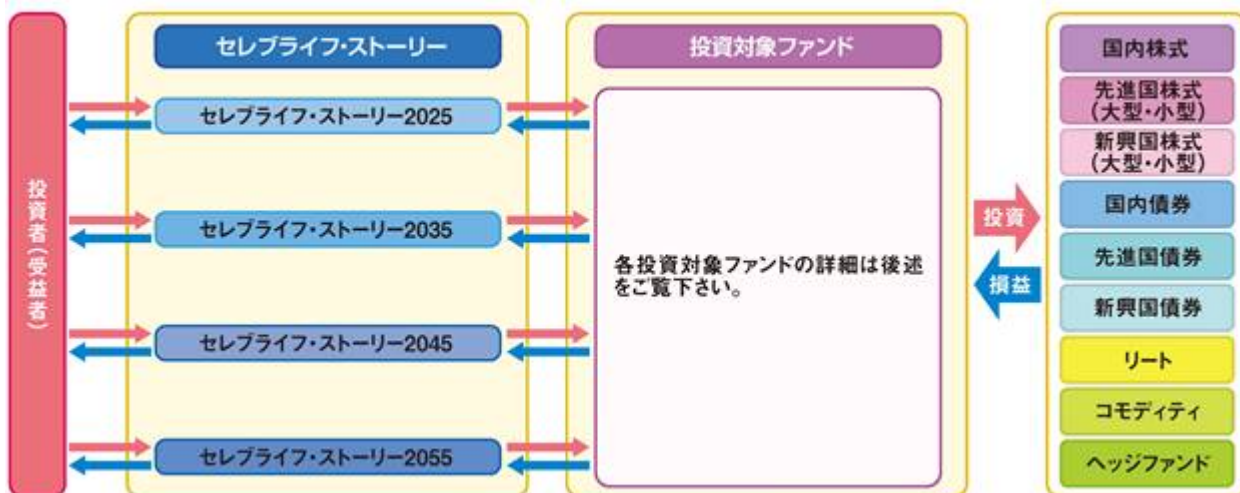 投資者(受益者)
セレブライフ・ストーリー
セレブライフ・ストーリー2025
セレブライフ・ストーリー2035
セレブライフ・ストーリー2045
セレブライフ・ストーリー2055
投資対象ファンド
各投資対象ファンドの詳細は後述
をご覧下さい。
投資
損益
国内株式
先進国株式
(大型・小型)
新興国株式
(大型・小型)
国内債券
先進国債券
新興国債券
リート
コモディティ
ヘッジファンド